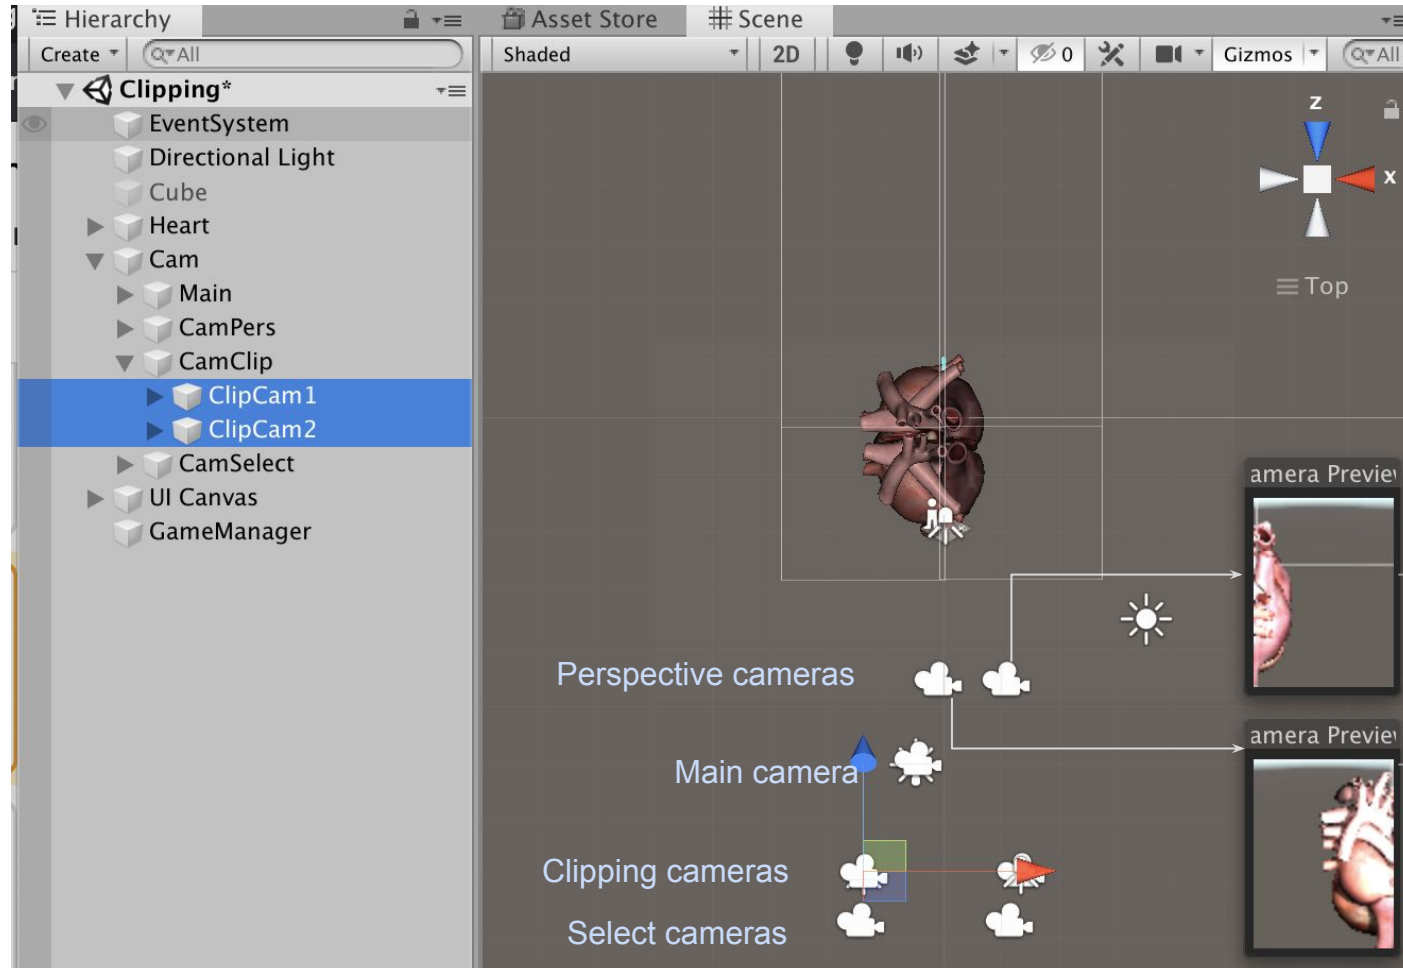 Hierarchy
Asset Store
Scene
Create
All
Shaded
2D
0
Gizmos
All
Clipping*
EventSystem
Directional Light
Cube
Heart
Cam
Main
CamPers
CamClip
ClipCam1
ClipCam2
CamSelect
UI Canvas
GameManager
z
x
Top
amera Previe
Perspective cameras
amera Previe
Main camera
Clipping cameras
Select cameras